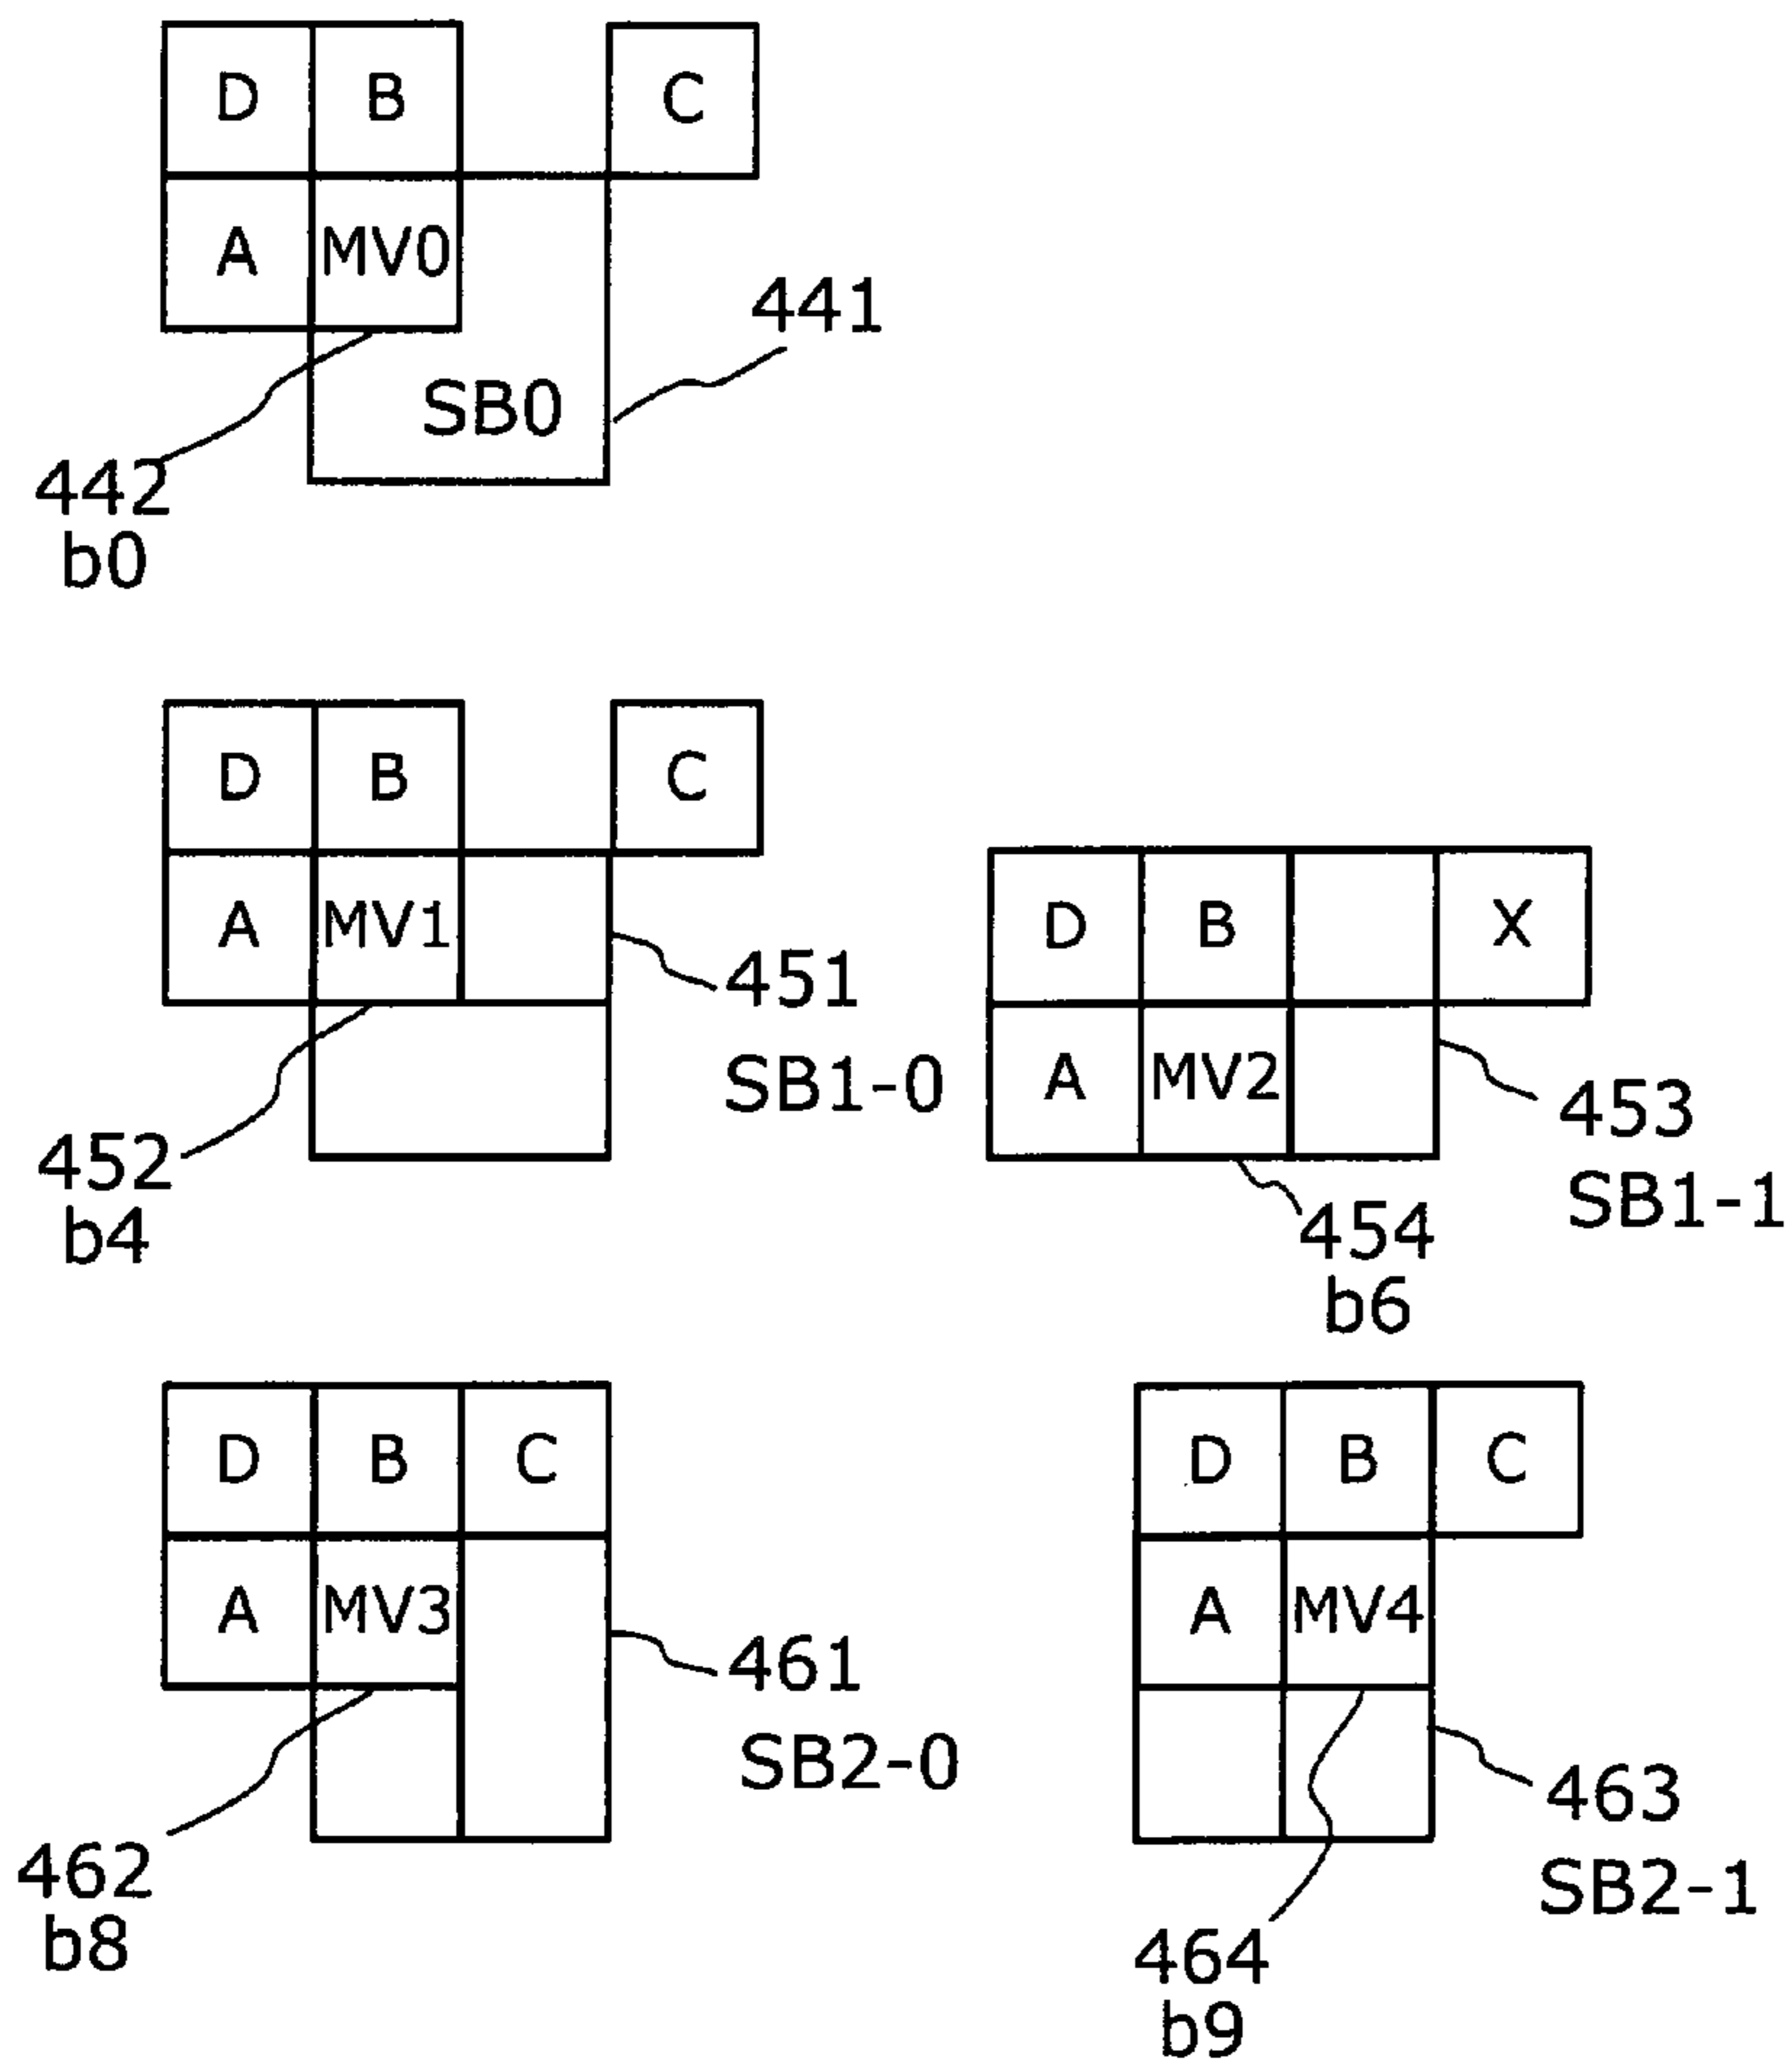 D B C
A MV0
441
SB0
442
b0
D B C
A MV1
451
SB1-0
452
b4
D B X
A MV2
453
SB1-1
454
b6
D B C
A MV3
461
SB2-0
462
b8
D B C
A MV4
463
SB2-1
464
b9